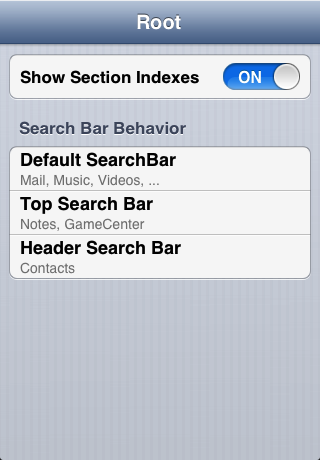 Root
Show Section Indexes ON
Search Bar Behavior
Default SearchBar
Mail, Music, Videos, ...
Top Search Bar
Notes, GameCenter
Header Search Bar
Contacts